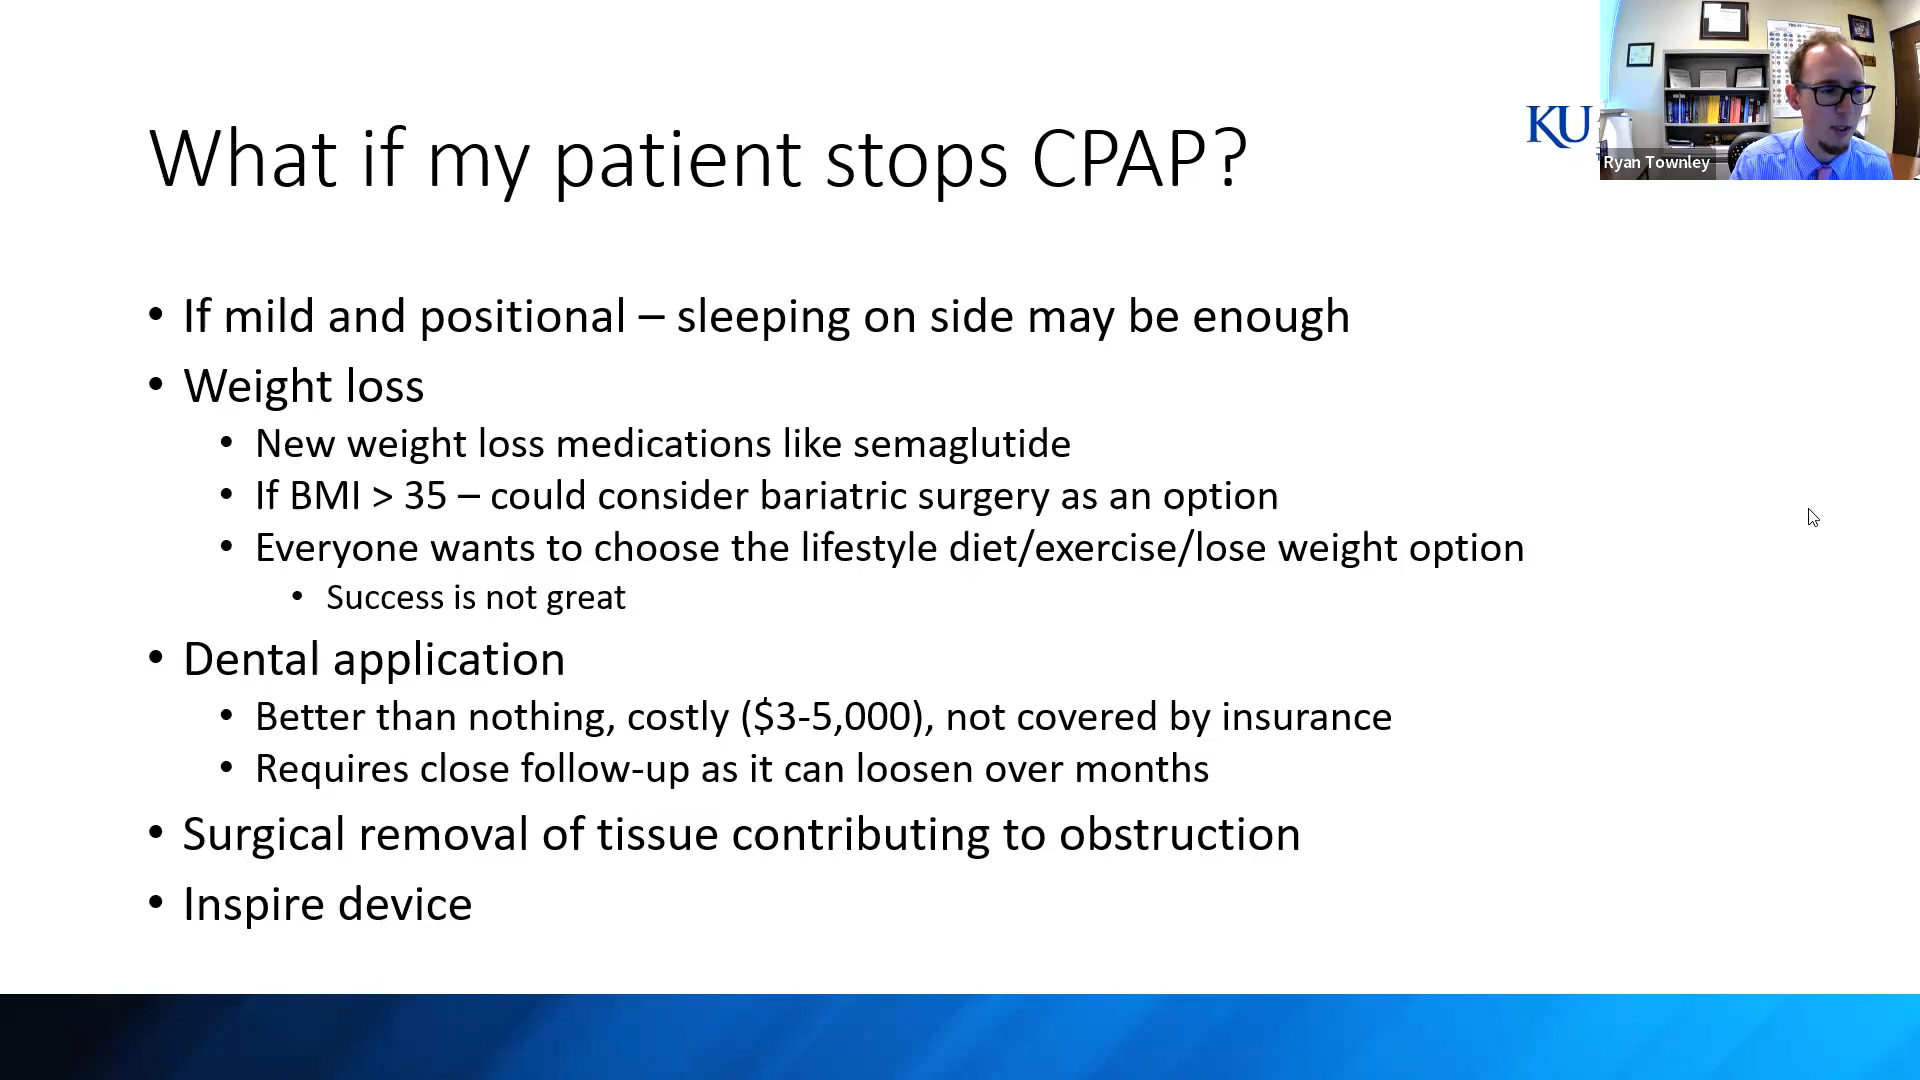 What if my patient stops CPAP?
KU
Ryan Townley
• If mild and positional – sleeping on side may be enough
• Weight loss
• New weight loss medications like semaglutide
• If BMI > 35 – could consider bariatric surgery as an option
• Everyone wants to choose the lifestyle diet/exercise/lose weight option
• Success is not great
• Dental application
• Better than nothing, costly ($3-5,000), not covered by insurance
• Requires close follow-up as it can loosen over months
• Surgical removal of tissue contributing to obstruction
• Inspire device